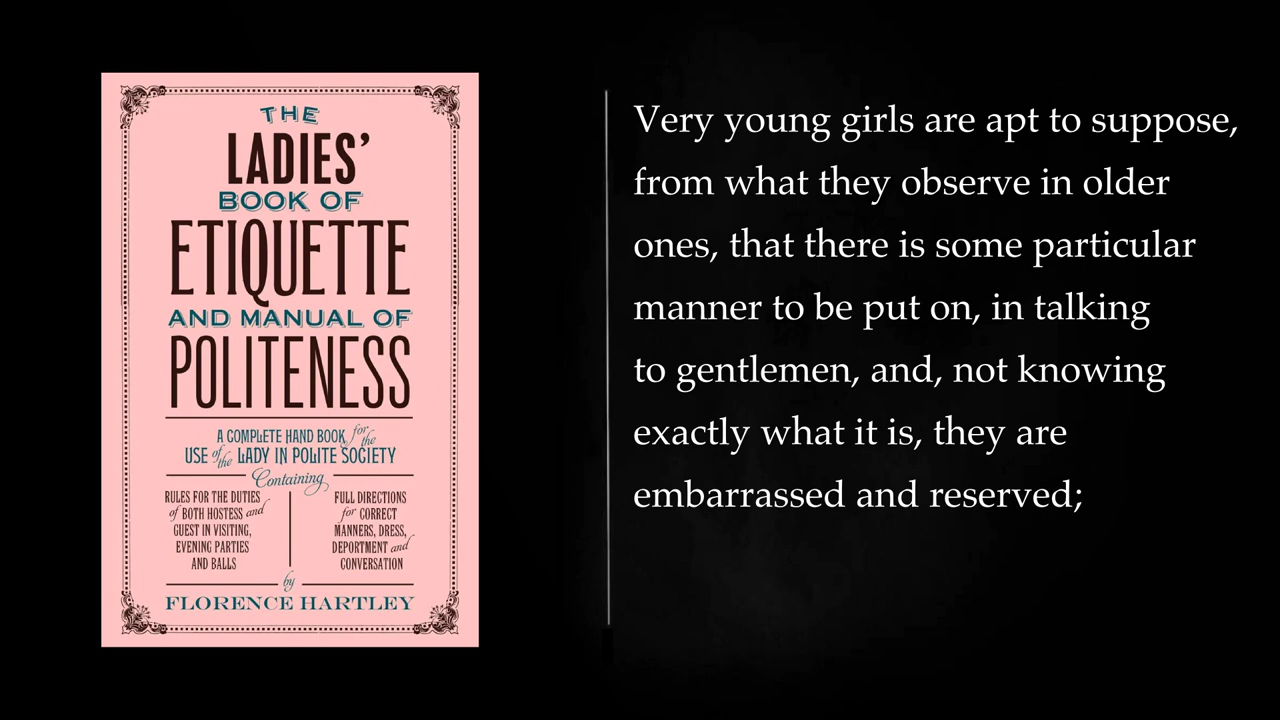 THE
LADIES'
BOOK OF
ETIQUETTE
AND MANUAL OF
POLITENESS
A COMPLETE HAND BOOK for the
USE of the LADY IN POLITE SOCIETY
Containing
RULES FOR THE DUTIES
of BOTH HOSTESS and
GUEST IN VISITING,
EVENING PARTIES
AND BALLS
FULL DIRECTIONS
for CORRECT
MANNERS, DRESS,
DEPORTMENT and
CONVERSATION
by
FLORENCE HARTLEY
Very young girls are apt to suppose,
from what they observe in older
ones, that there is some particular
manner to be put on, in talking
to gentlemen, and, not knowing
exactly what it is, they are
embarrassed and reserved;